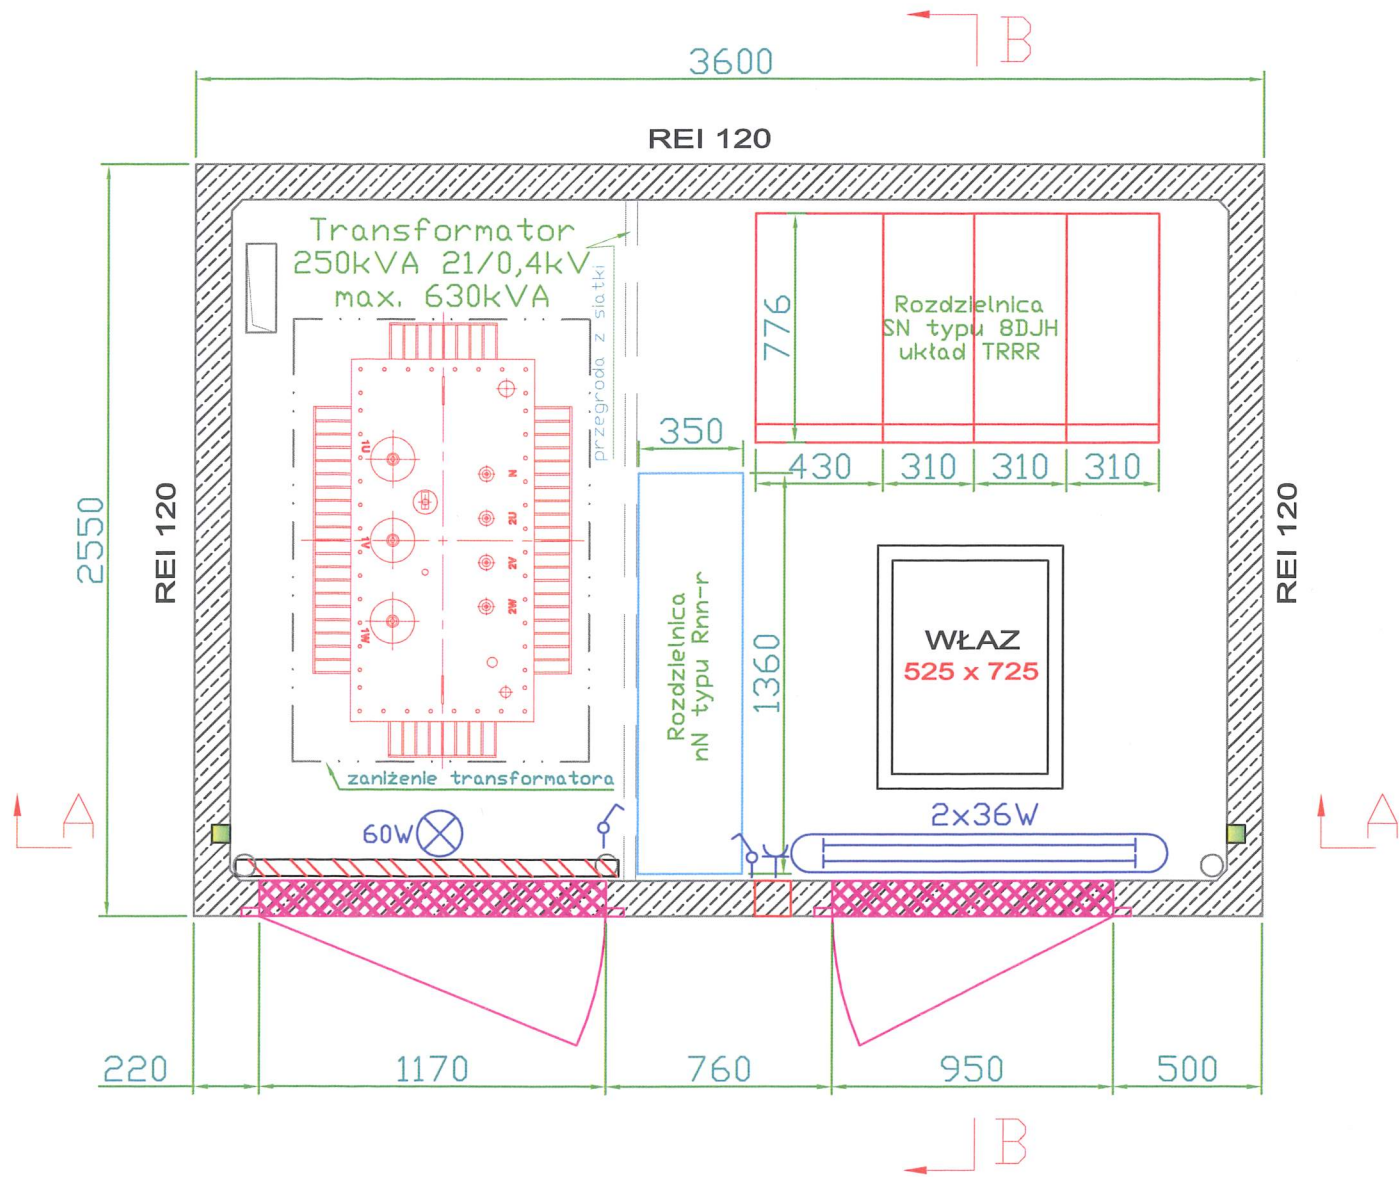 B
3600
REI 120
Transformator
250kVA 21/0,4kV
max. 630kVA
przegroda z siatki
776
Rozdzielnica
SN typu 8DJH
układ TRRR
350
430
310
310
310
1U
1V
1W
N
2U
2V
2W
2550
REI 120
REI 120
Rozdzielnica
nN typu Rnn-r
1360
WŁAZ
525 x 725
zaniżenie transformatora
60W
2x36W
A
A
220
1170
760
950
500
B